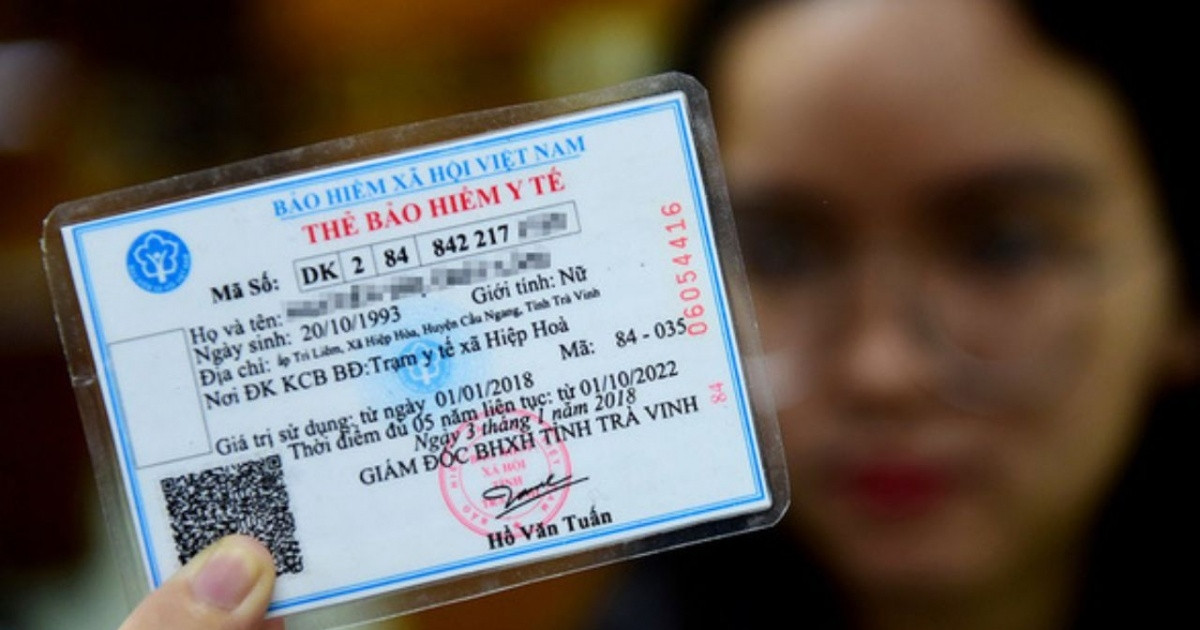 BẢO HIỂM XÃ HỘI VIỆT NAM
THẺ BẢO HIỂM Y TẾ
Mã Số: DK 2 84 842 217
Họ và tên:
Ngày sinh: 20/10/1993 Giới tính: Nữ
Địa chỉ: ấp Trì Liêm, Xã Hiệp Hòa, Huyện Cầu Ngang, Tỉnh Trà Vinh
Nơi ĐK KCB BĐ:Trạm y tế xã Hiệp Hoà
Mã: 84 - 035
Giá trị sử dụng: từ ngày 01/01/2018
Thời điểm đủ 05 năm liên tục: từ 01/10/2022
Ngày 3 tháng 1 năm 2018
GIÁM ĐỐC BHXH TỈNH TRÀ VINH
XÃ HỘI
TỈNH
Hồ Văn Tuấn
06054416
84